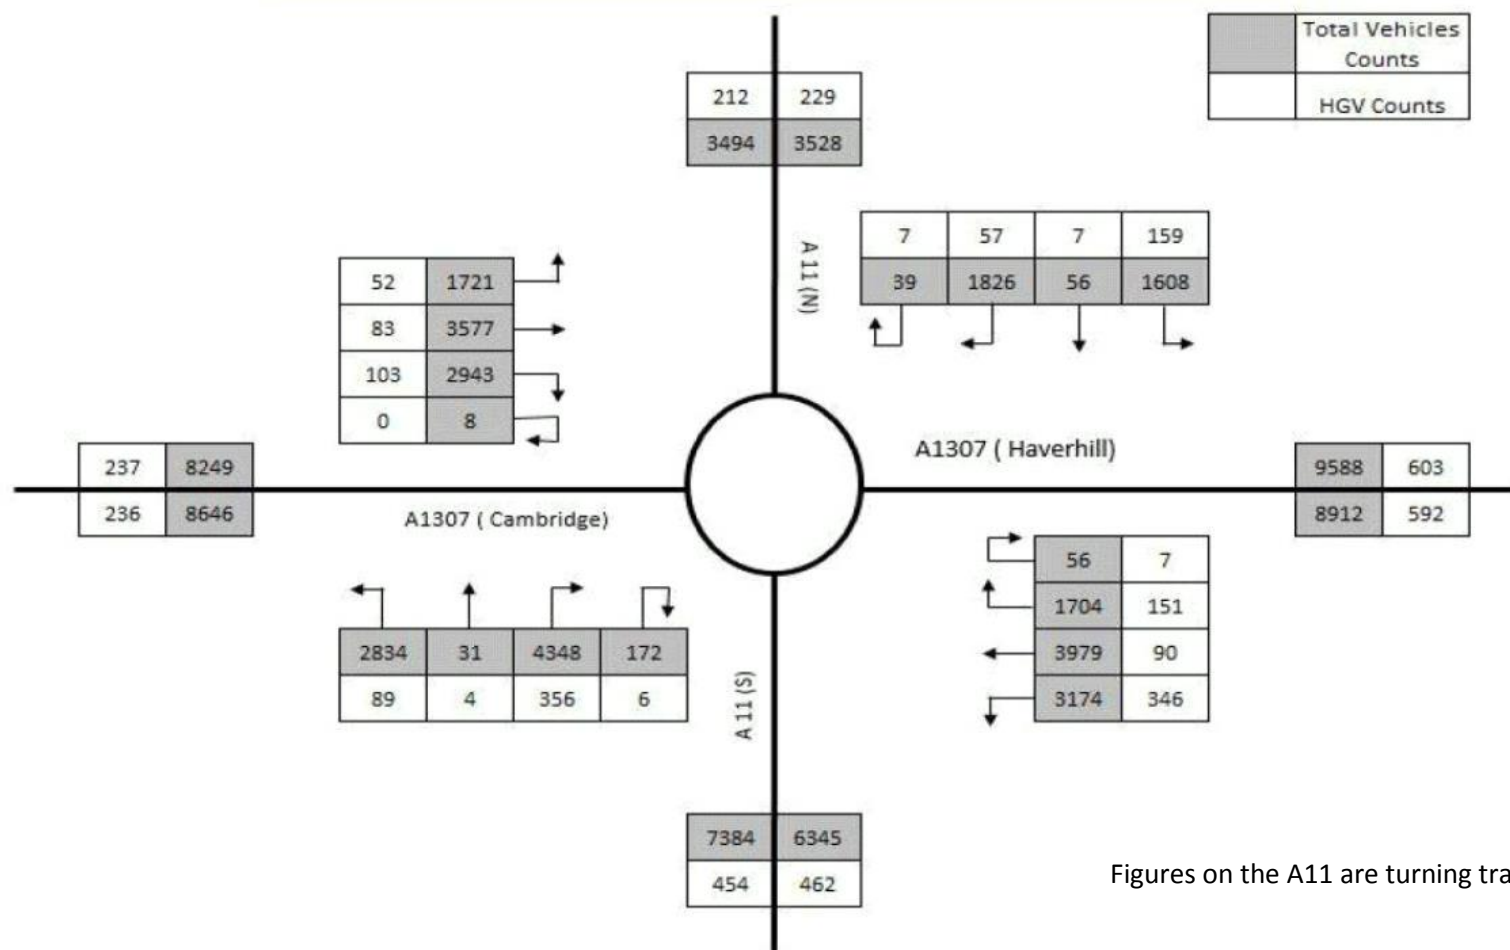 Total Vehicles
Counts
HGV Counts
212 229
3494 3528
A 11 (N)
7 57 7 159
39 1826 56 1608
52 1721
83 3577
103 2943
0 8
A1307 ( Haverhill)
237 8249
236 8646
9588 603
8912 592
A1307 ( Cambridge)
56 7
1704 151
3979 90
3174 346
2834 31 4348 172
89 4 356 6
A 11 (S)
7384 6345
454 462
Figures on the A11 are turning tra